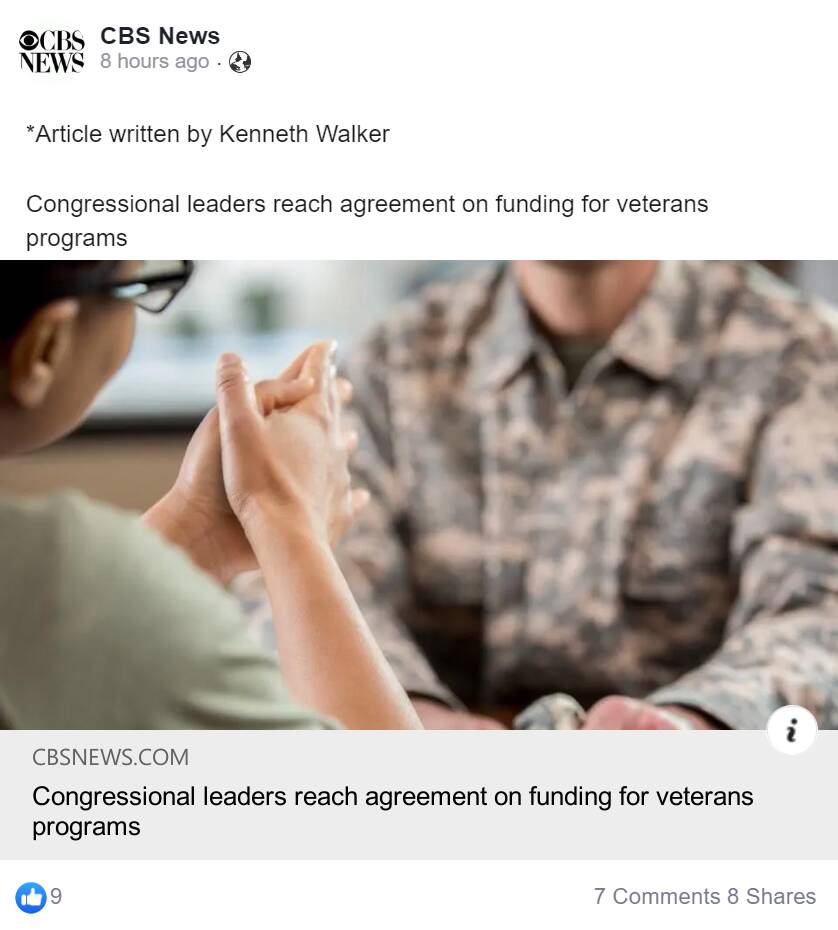 CBS NEWS
CBS News
8 hours ago ·
*Article written by Kenneth Walker
Congressional leaders reach agreement on funding for veterans
programs
i
CBSNEWS.COM
Congressional leaders reach agreement on funding for veterans
programs
9
7 Comments 8 Shares